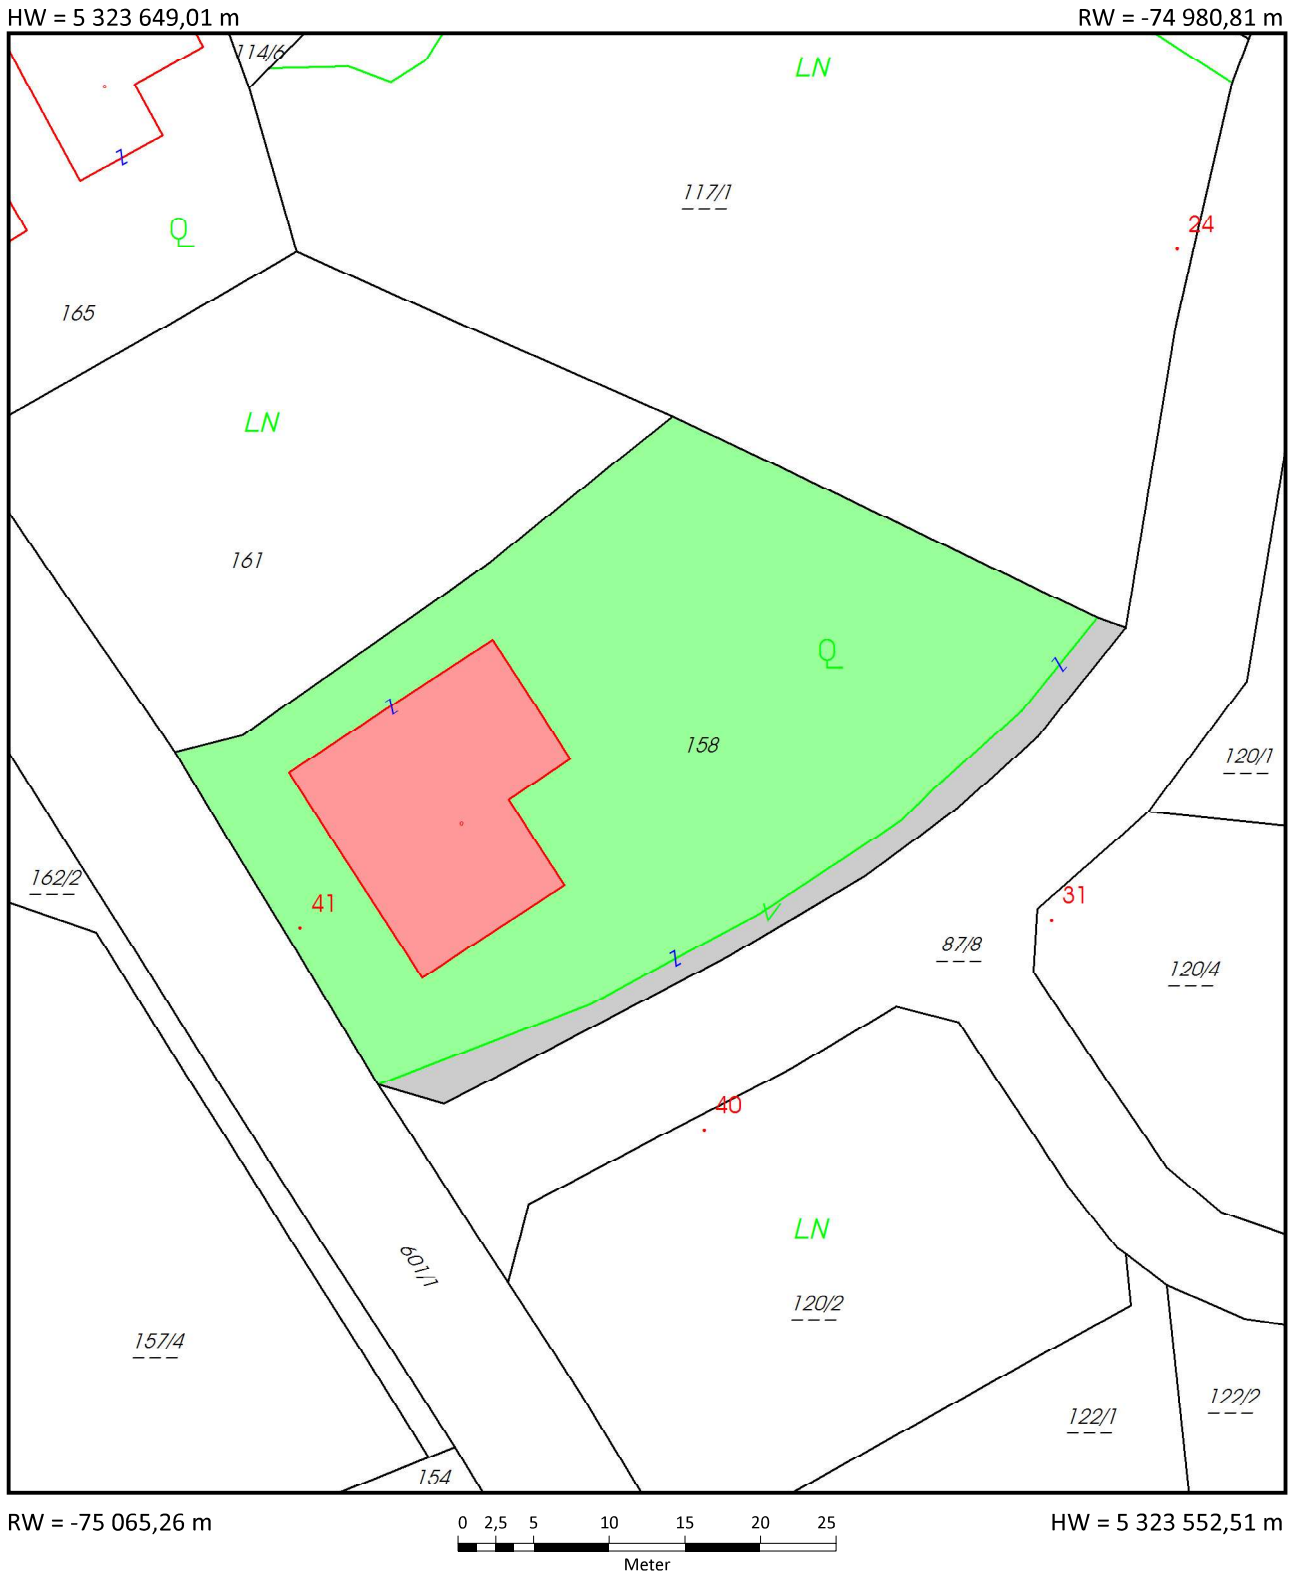 HW = 5 323 649,01 m
RW = -74 980,81 m
114/6
LN
117/1
24
165
LN
161
158
120/1
162/2
41
31
87/8
120/4
40
601/1
LN
120/2
157/4
122/2
122/1
154
RW = -75 065,26 m
HW = 5 323 552,51 m
0 2,5 5 10 15 20 25
Meter